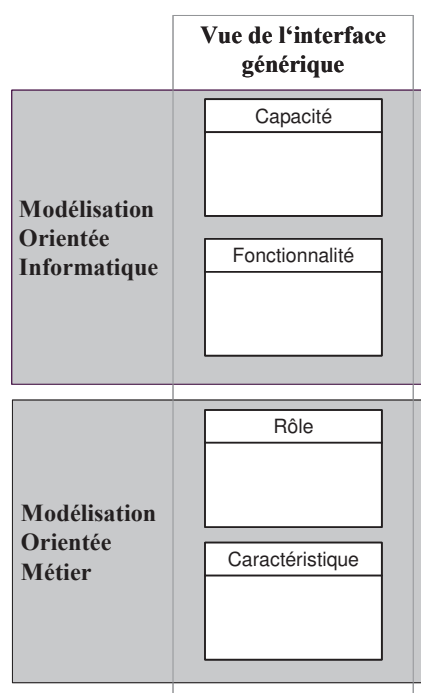 Vue de l‘interface
générique
Capacité
Modélisation
Orientée
Informatique
Fonctionnalité
Rôle
Modélisation
Orientée
Métier
Caractéristique